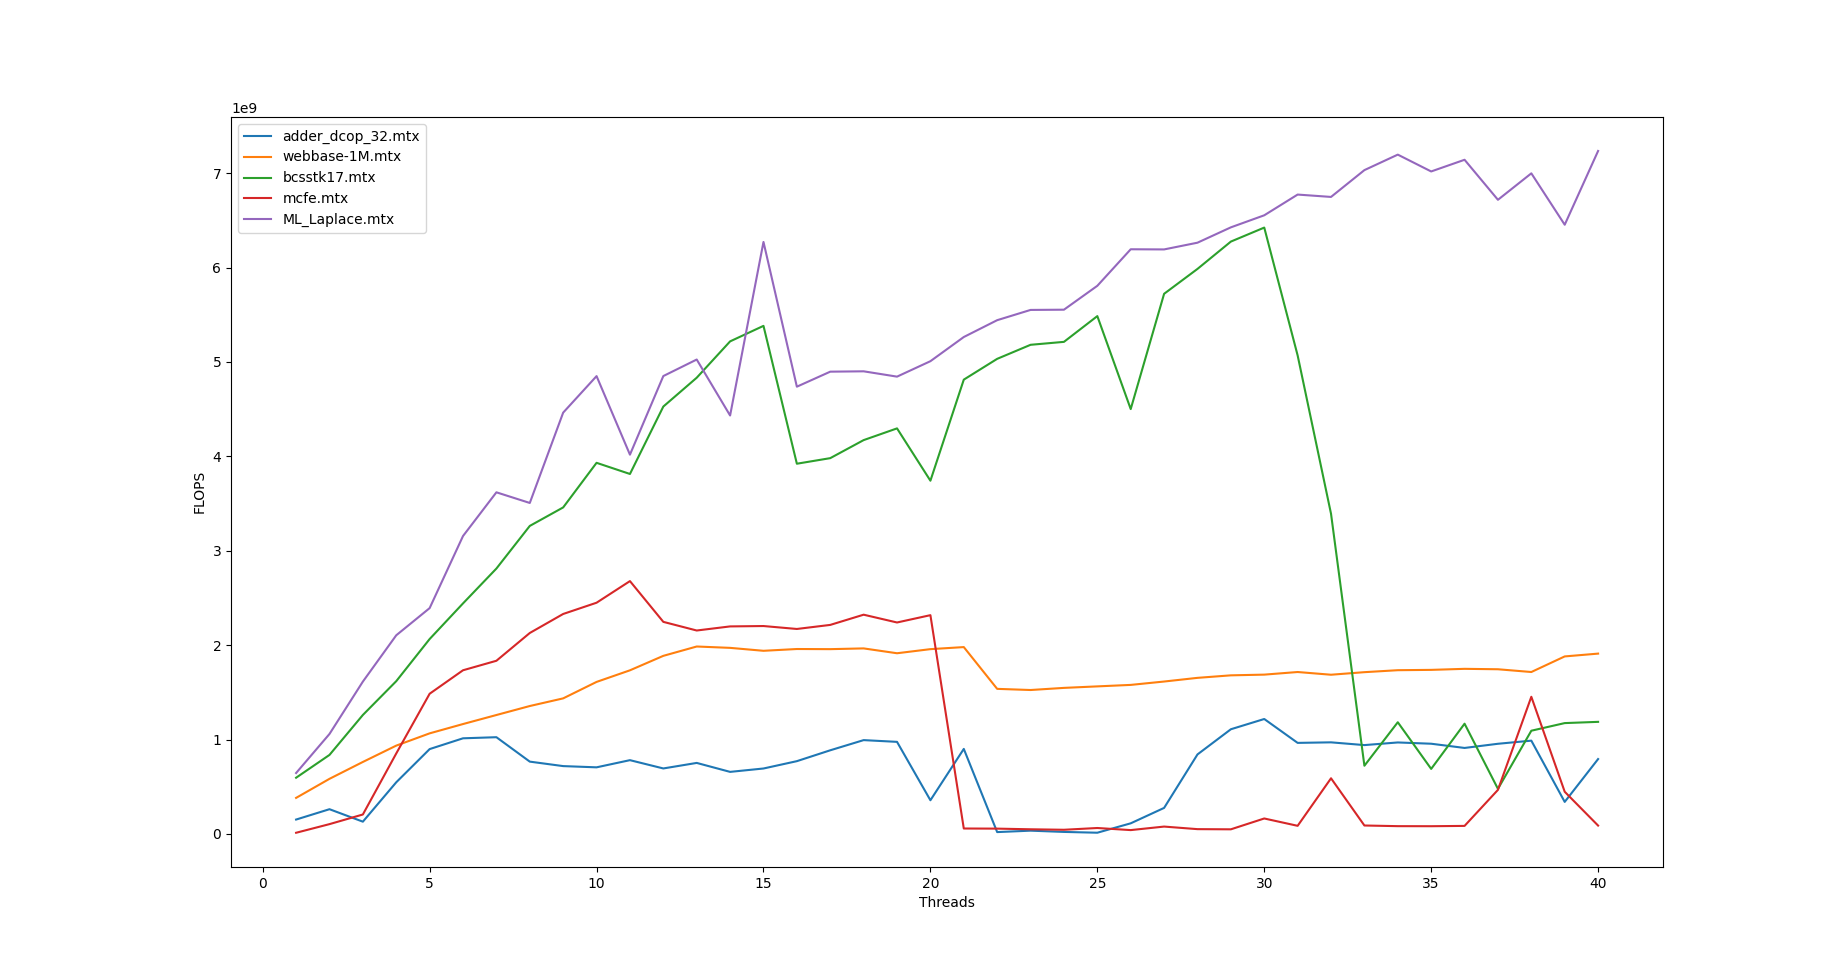 1e9
adder_dcop_32.mtx
webbase-1M.mtx
bcsstk17.mtx
mcfe.mtx
ML_Laplace.mtx
7
6
5
4
3
2
1
0
FLOPS
0 5 10 15 20 25 30 35 40
Threads